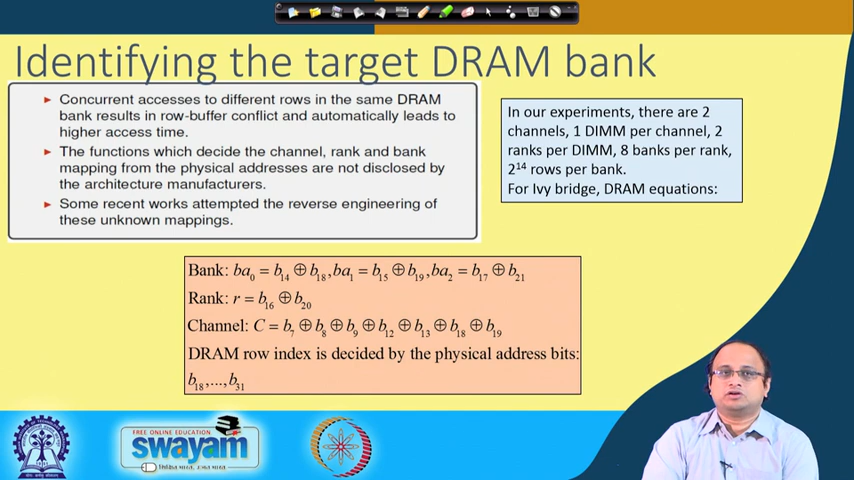 Identifying the target DRAM bank
Concurrent accesses to different rows in the same DRAM
bank results in row-buffer conflict and automatically leads to
higher access time.
The functions which decide the channel, rank and bank
mapping from the physical addresses are not disclosed by
the architecture manufacturers.
Some recent works attempted the reverse engineering of
these unknown mappings.
In our experiments, there are 2
channels, 1 DIMM per channel, 2
ranks per DIMM, 8 banks per rank,
2¹⁴ rows per bank.
For Ivy bridge, DRAM equations:
Bank: ba₀ = b₁₄ ⊕ b₁₈, ba₁ = b₁₅ ⊕ b₁₉, ba₂ = b₁₇ ⊕ b₂₁
Rank: r = b₁₆ ⊕ b₂₀
Channel: C = b₇ ⊕ b₈ ⊕ b₉ ⊕ b₁₂ ⊕ b₁₃ ⊕ b₁₈ ⊕ b₁₉
DRAM row index is decided by the physical address bits:
b₁₈,...,b₃₁
FREE ONLINE EDUCATION
swayam